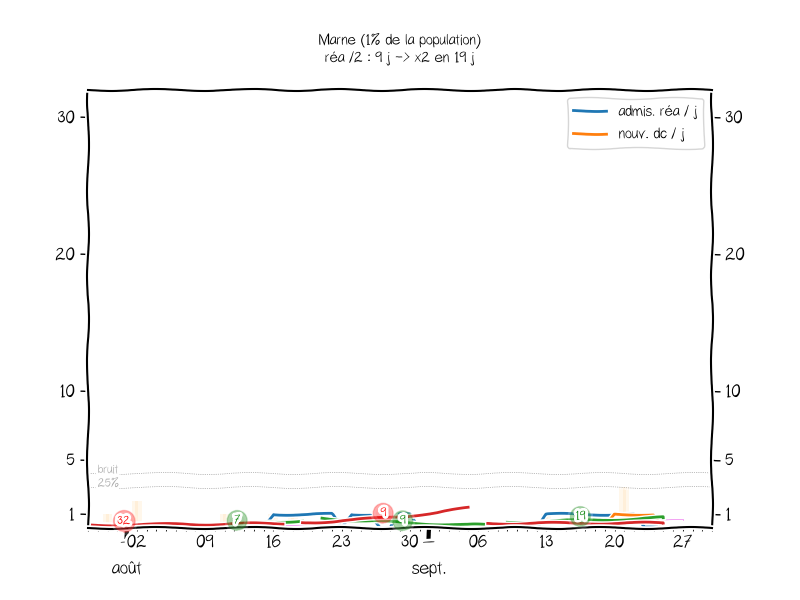 Marne (1% de la population)
réa /2 : 9 j -> x2 en 19 j
admis. réa / j
nouv. dc / j
30 30
20 20
10 10
5 5
bruit
25%
1 1
32 7 9 9 19
02 09 16 23 30 06 13 20 27
août sept.